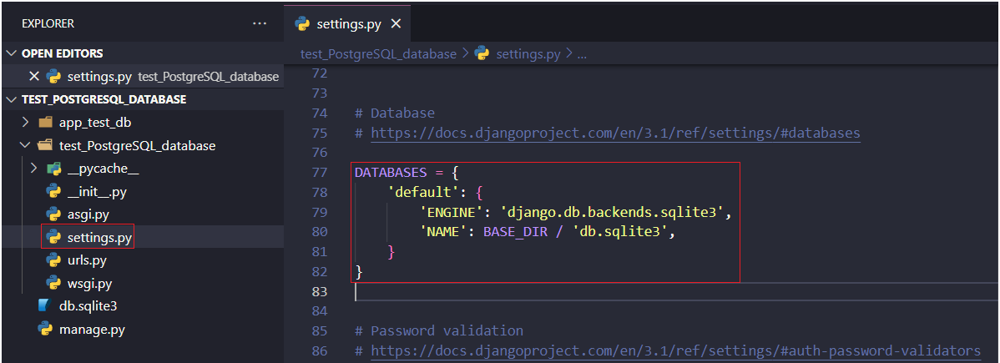 EXPLORER
···
OPEN EDITORS
settings.py test_PostgreSQL_database
TEST_POSTGRESQL_DATABASE
app_test_db
test_PostgreSQL_database
__pycache__
__init__.py
asgi.py
settings.py
urls.py
wsgi.py
db.sqlite3
manage.py
settings.py
test_PostgreSQL_database > settings.py > ...
72
73
74 # Database
75 # https://docs.djangoproject.com/en/3.1/ref/settings/#databases
76
77 DATABASES = {
78     'default': {
79         'ENGINE': 'django.db.backends.sqlite3',
80         'NAME': BASE_DIR / 'db.sqlite3',
81     }
82 }
83
84
85 # Password validation
86 # https://docs.djangoproject.com/en/3.1/ref/settings/#auth-password-validators